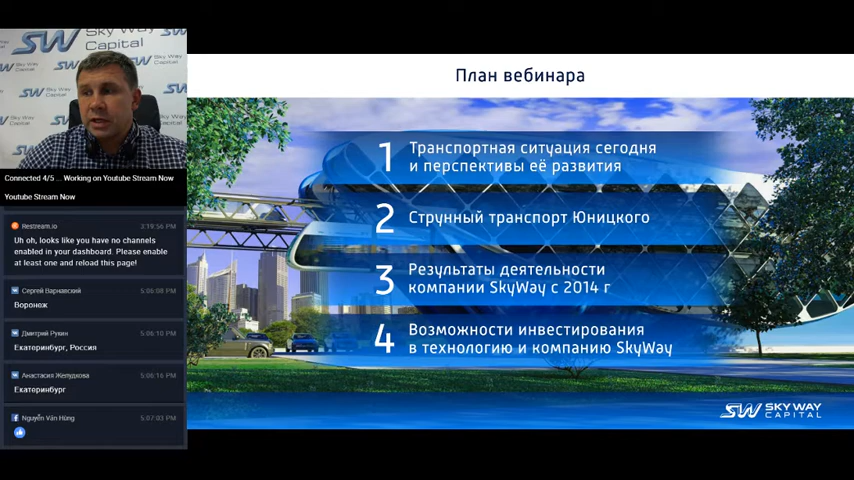 SW Sky Way
Capital
SW SKY WAY
CAPITAL
Connected 4/5 ... Working on Youtube Stream Now
Youtube Stream Now
Restream.io 3:19:56 PM
Uh oh, looks like you have no channels
enabled in your dashboard. Please enable
at least one and reload this page!
Сергей Варнавский 5:06:08 PM
Воронеж
Дмитрий Рукин 5:06:10 PM
Екатеринбург, Россия
Анастасия Желудкова 5:06:16 PM
Екатеринбург
Nguyễn Văn Hùng 5:07:03 PM
План вебинара
1 Транспортная ситуация сегодня
и перспективы её развития
2 Струнный транспорт Юницкого
3 Результаты деятельности
компании SkyWay с 2014 г
4 Возможности инвестирования
в технологию и компанию SkyWay
SW SKY WAY
CAPITAL